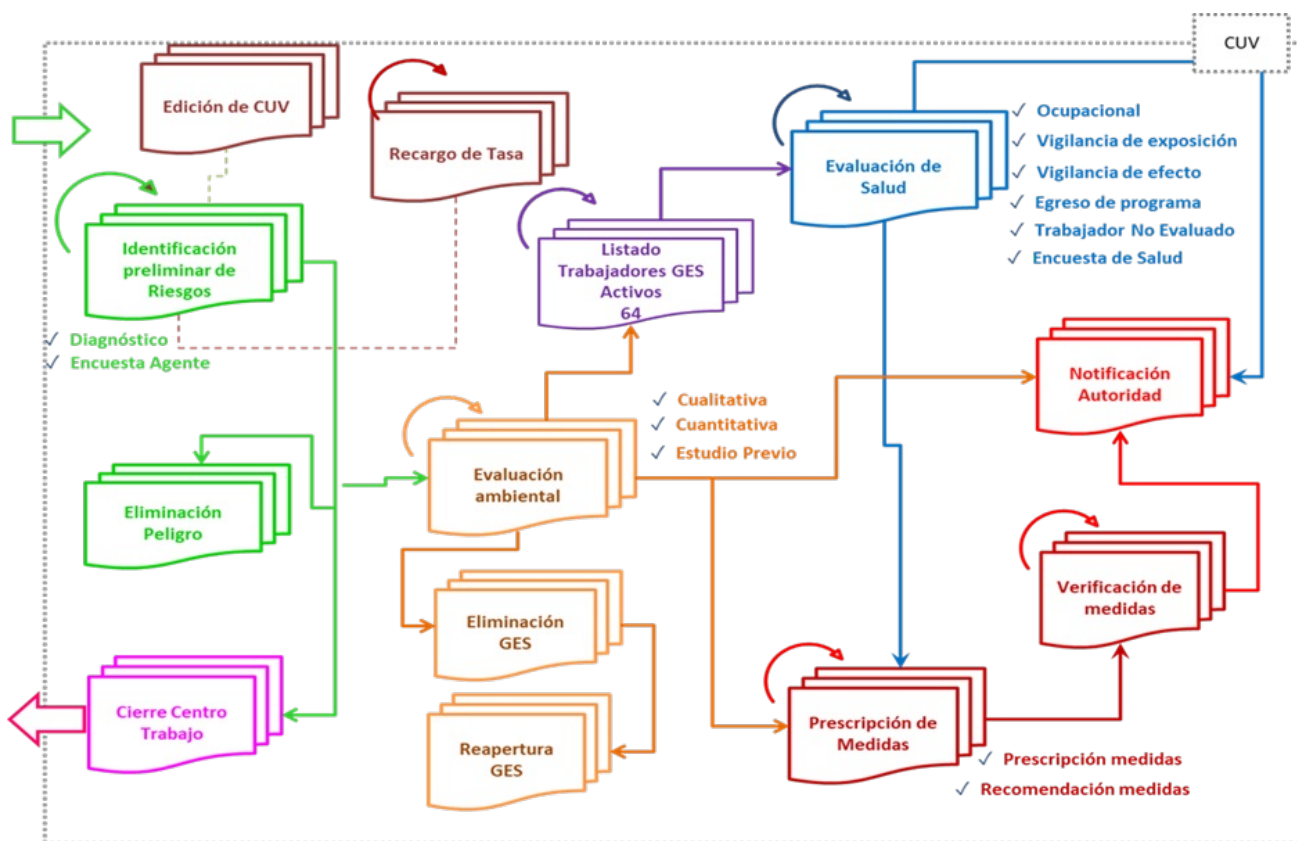 CUV
Edición de CUV
Recargo de Tasa
Evaluación de
Salud
✓ Ocupacional
✓ Vigilancia de exposición
✓ Vigilancia de efecto
✓ Egreso de programa
✓ Trabajador No Evaluado
✓ Encuesta de Salud
Identificación
preliminar de
Riesgos
✓ Diagnóstico
✓ Encuesta Agente
Listado
Trabajadores GES
Activos
64
Notificación
Autoridad
✓ Cualitativa
✓ Cuantitativa
✓ Estudio Previo
Evaluación
ambiental
Eliminación
Peligro
Verificación de
medidas
Eliminación
GES
Cierre Centro
Trabajo
Reapertura
GES
Prescripción de
Medidas
✓ Prescripción medidas
✓ Recomendación medidas